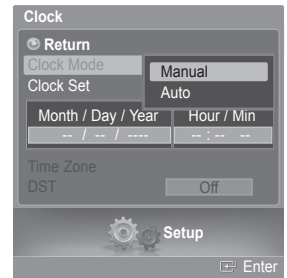 Clock
Return
Clock Mode
Manual
Clock Set
Auto
Month / Day / Year Hour / Min
-- / -- / ---- -- : -- --
Time Zone
DST Off
Setup
Enter